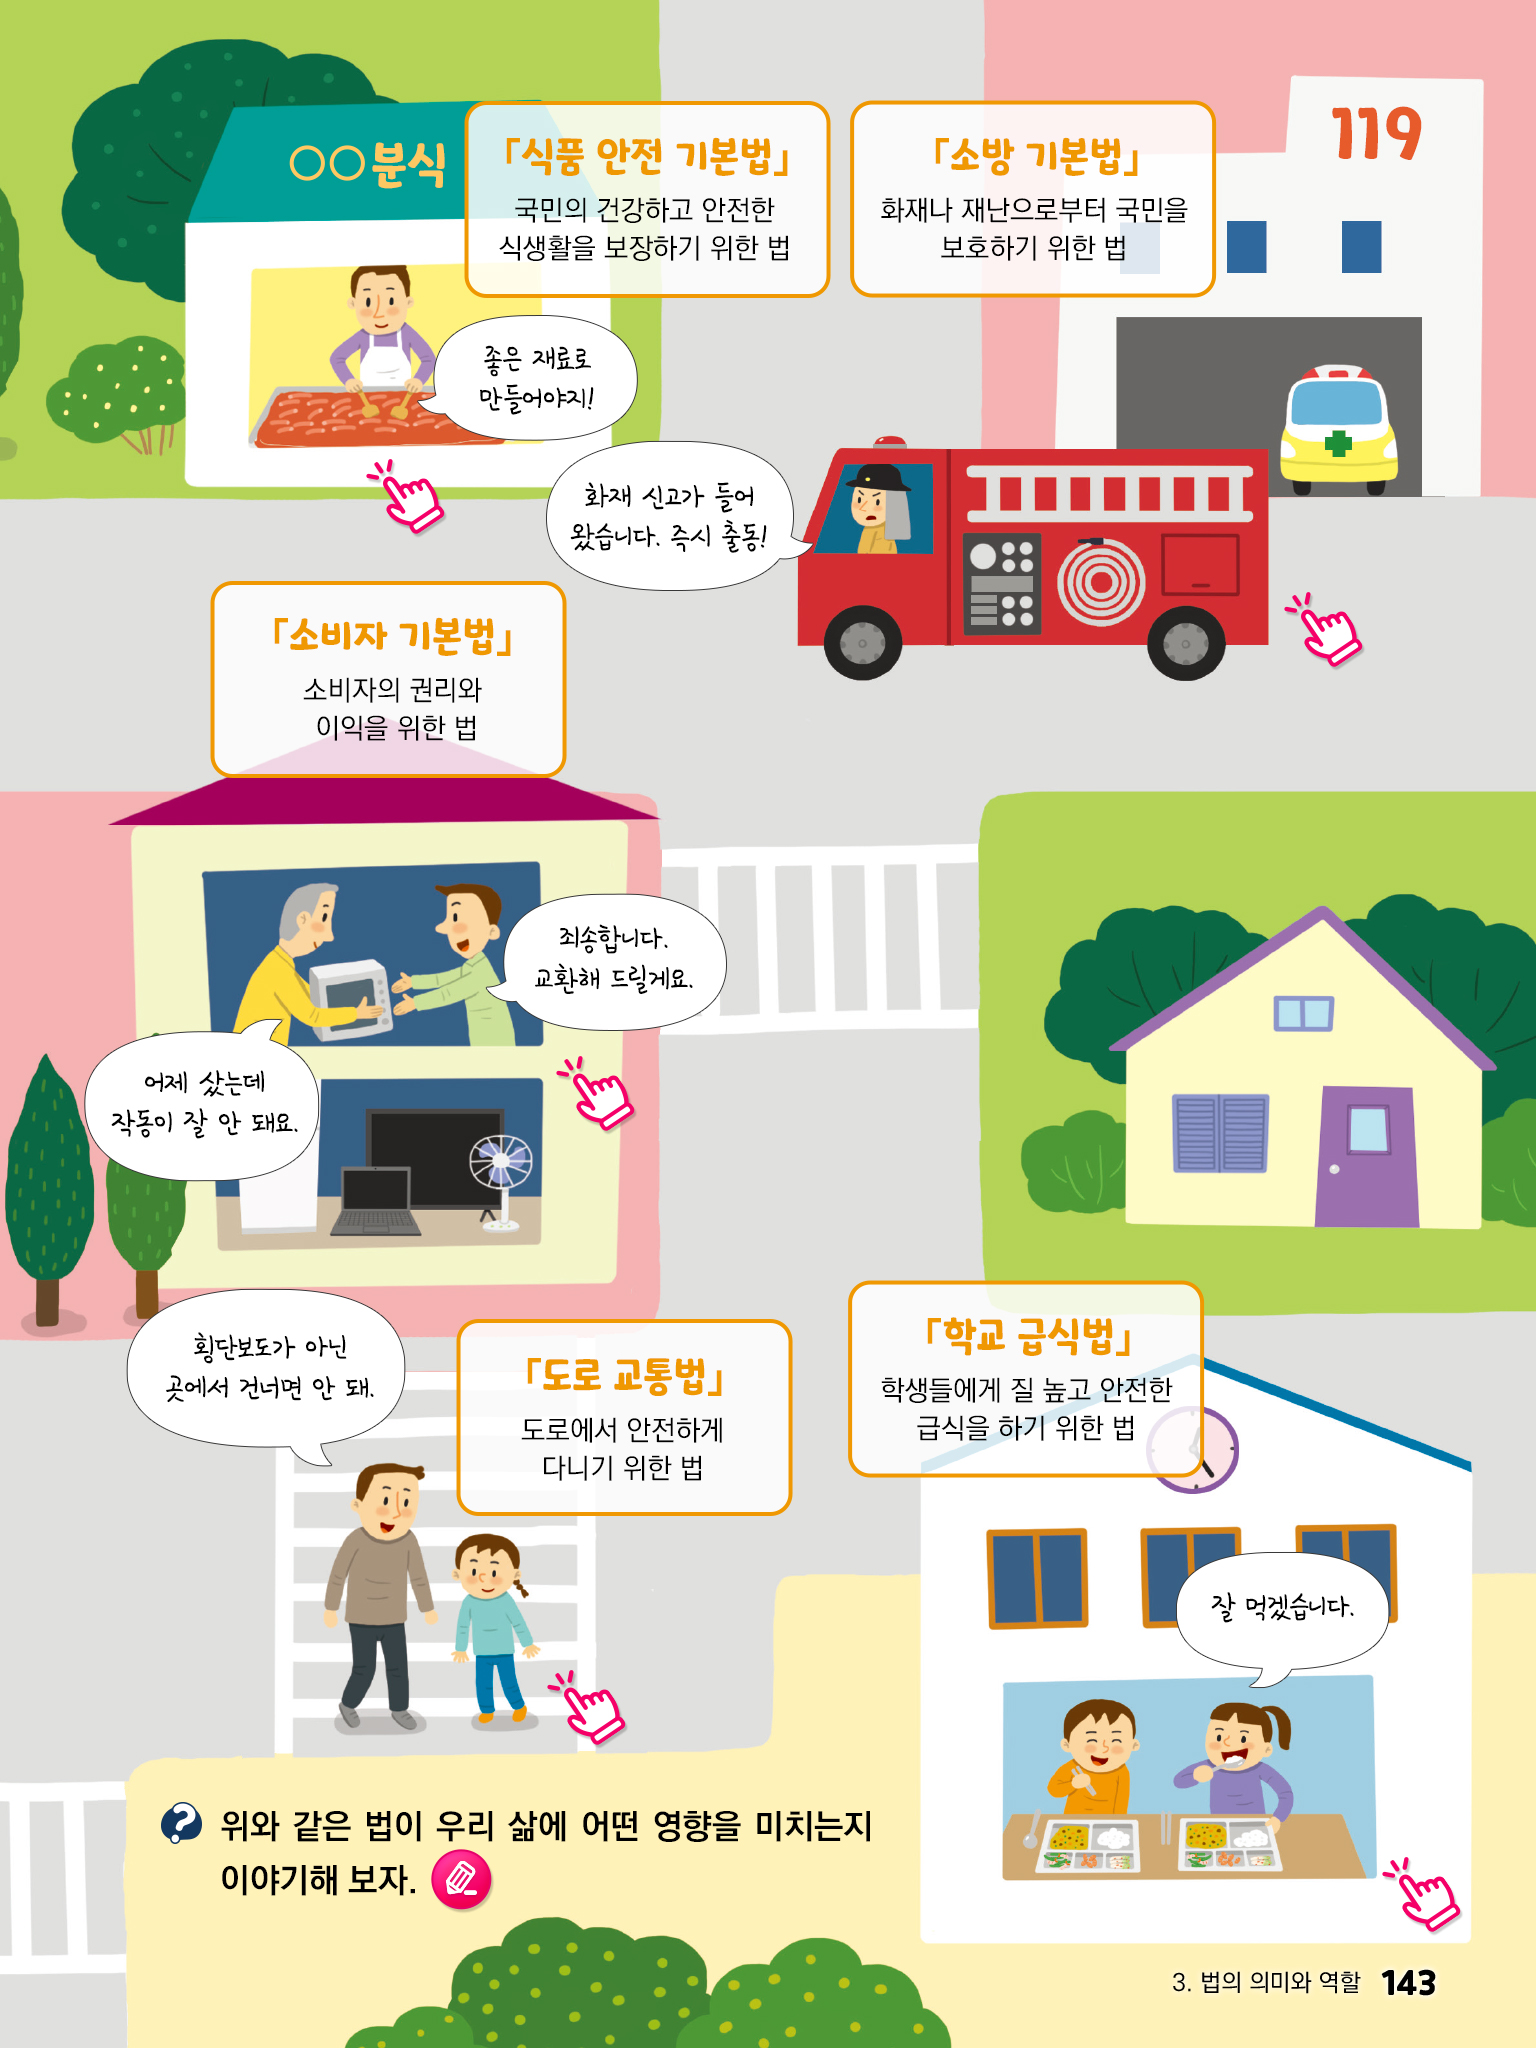 ○○분식
「식품 안전 기본법」
국민의 건강하고 안전한
식생활을 보장하기 위한 법
「소방 기본법」
화재나 재난으로부터 국민을
보호하기 위한 법
119
좋은 재료로
만들어야지!
화재 신고가 들어
왔습니다. 즉시 출동!
「소비자 기본법」
소비자의 권리와
이익을 위한 법
죄송합니다.
교환해 드릴게요.
어제 샀는데
작동이 잘 안 돼요.
횡단보도가 아닌
곳에서 건너면 안 돼.
「도로 교통법」
도로에서 안전하게
다니기 위한 법
「학교 급식법」
학생들에게 질 높고 안전한
급식을 하기 위한 법
잘 먹겠습니다.
위와 같은 법이 우리 삶에 어떤 영향을 미치는지
이야기해 보자.
3. 법의 의미와 역할 143